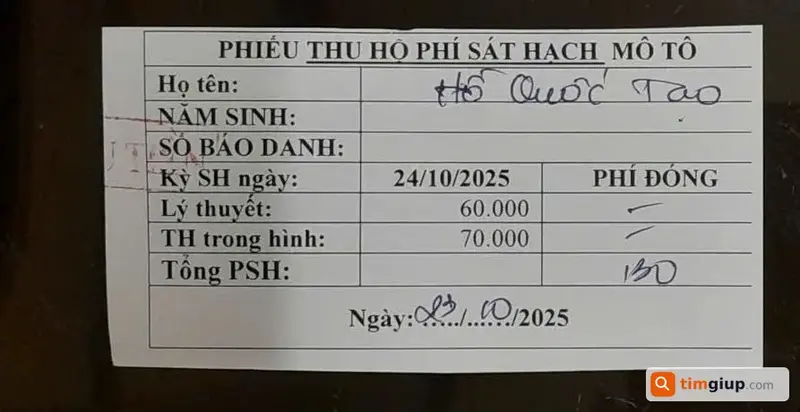 PHIẾU THU HỘ PHÍ SÁT HẠCH MÔ TÔ
Họ tên: Hồ Quốc Tạo
NĂM SINH:
SỐ BÁO DANH:
Kỳ SH ngày: 24/10/2025 PHÍ ĐÓNG
Lý thuyết: 60.000
TH trong hình: 70.000
Tổng PSH: 130
Ngày: 23/10/2025
timgiup.com